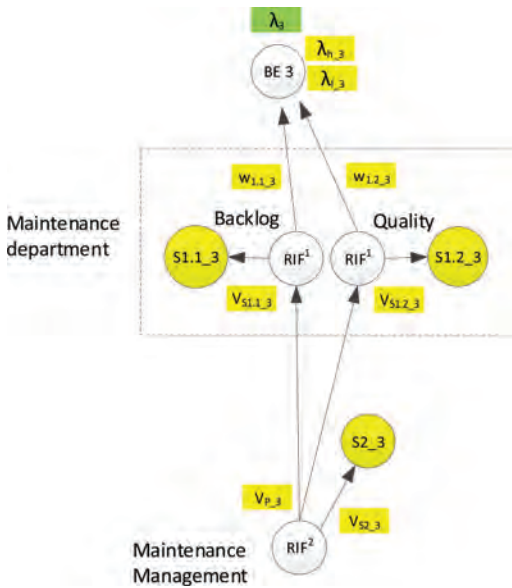 λ3
BE 3
λh_3
λl_3
w1.1_3
w1.2_3
Maintenance
department
Backlog
Quality
S1.1_3
RIF1
RIF1
S1.2_3
VS1.1_3
VS1.2_3
S2_3
VP_3
VS2_3
RIF2
Maintenance
Management